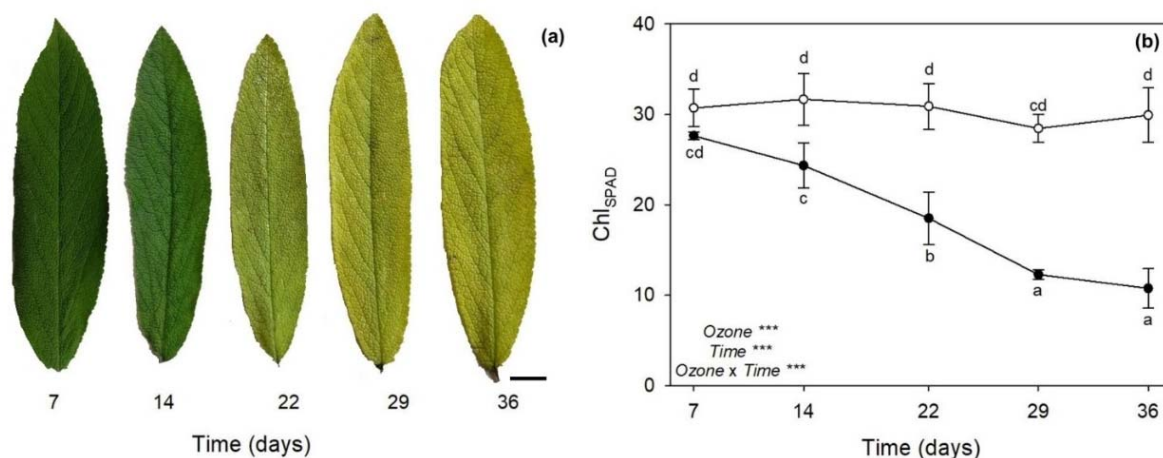 (a)
7 14 22 29 36
Time (days)
(b)
40
30
20
10
0
Chl_SPAD
d d d cd d
cd c b a a
Ozone ***
Time ***
Ozone x Time ***
7 14 22 29 36
Time (days)